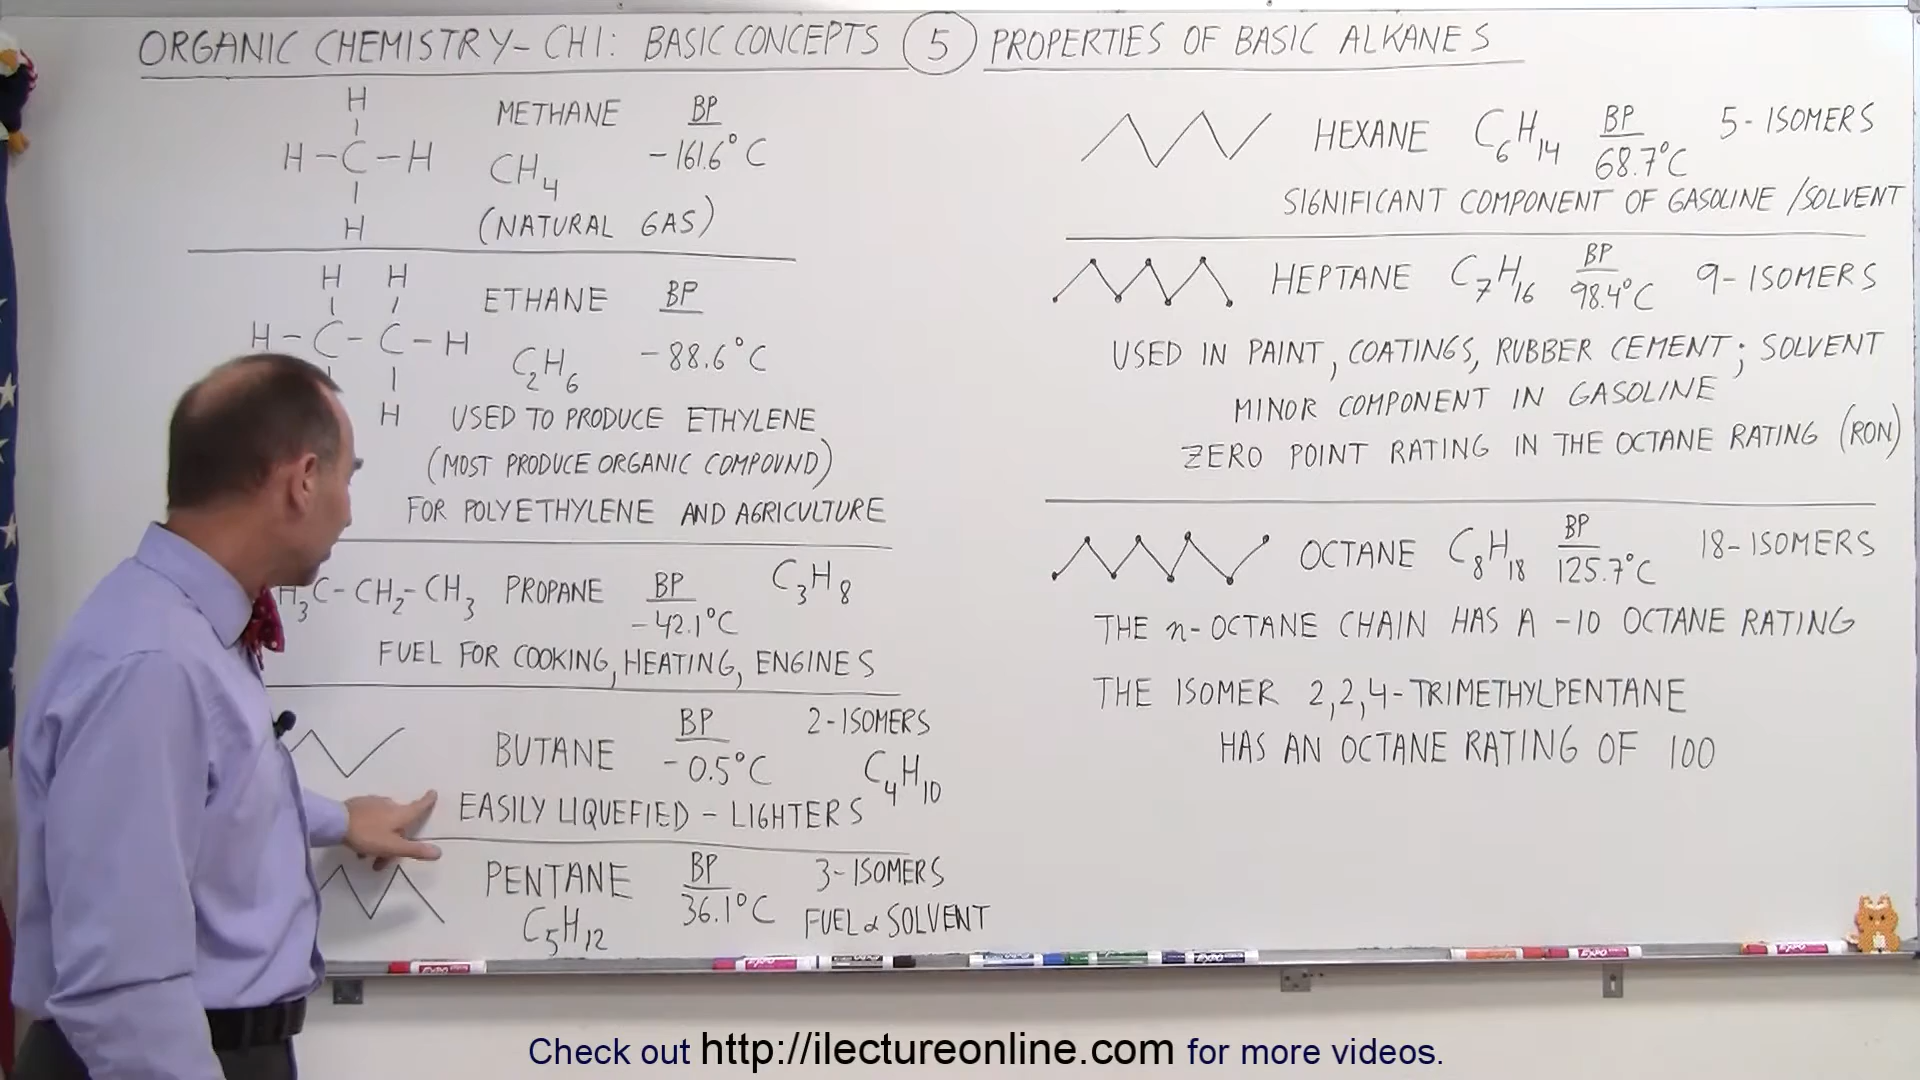 ORGANIC CHEMISTRY- CH 1: BASIC CONCEPTS 5 PROPERTIES OF BASIC ALKANES
H
H - C - H
H
METHANE BP
CH4 -161.6°C
(NATURAL GAS)
H H
H - C - C - H
H
ETHANE BP
C2H6 -88.6°C
USED TO PRODUCE ETHYLENE
(MOST PRODUCE ORGANIC COMPOUND)
FOR POLYETHYLENE AND AGRICULTURE
H3C - CH2 - CH3 PROPANE BP C3H8
-42.1°C
FUEL FOR COOKING, HEATING, ENGINES
BUTANE BP 2-ISOMERS
-0.5°C C4H10
EASILY LIQUEFIED - LIGHTERS
PENTANE BP 3-ISOMERS
C5H12 36.1°C FUEL & SOLVENT
HEXANE C6H14 BP 5-ISOMERS
68.7°C
SIGNIFICANT COMPONENT OF GASOLINE / SOLVENT
HEPTANE C7H16 BP 9-ISOMERS
98.4°C
USED IN PAINT, COATINGS, RUBBER CEMENT; SOLVENT
MINOR COMPONENT IN GASOLINE
ZERO POINT RATING IN THE OCTANE RATING (RON)
OCTANE C8H18 BP 18-ISOMERS
125.7°C
THE n-OCTANE CHAIN HAS A -10 OCTANE RATING
THE ISOMER 2,2,4-TRIMETHYLPENTANE
HAS AN OCTANE RATING OF 100
EXPO
Check out http://ilectureonline.com for more videos.